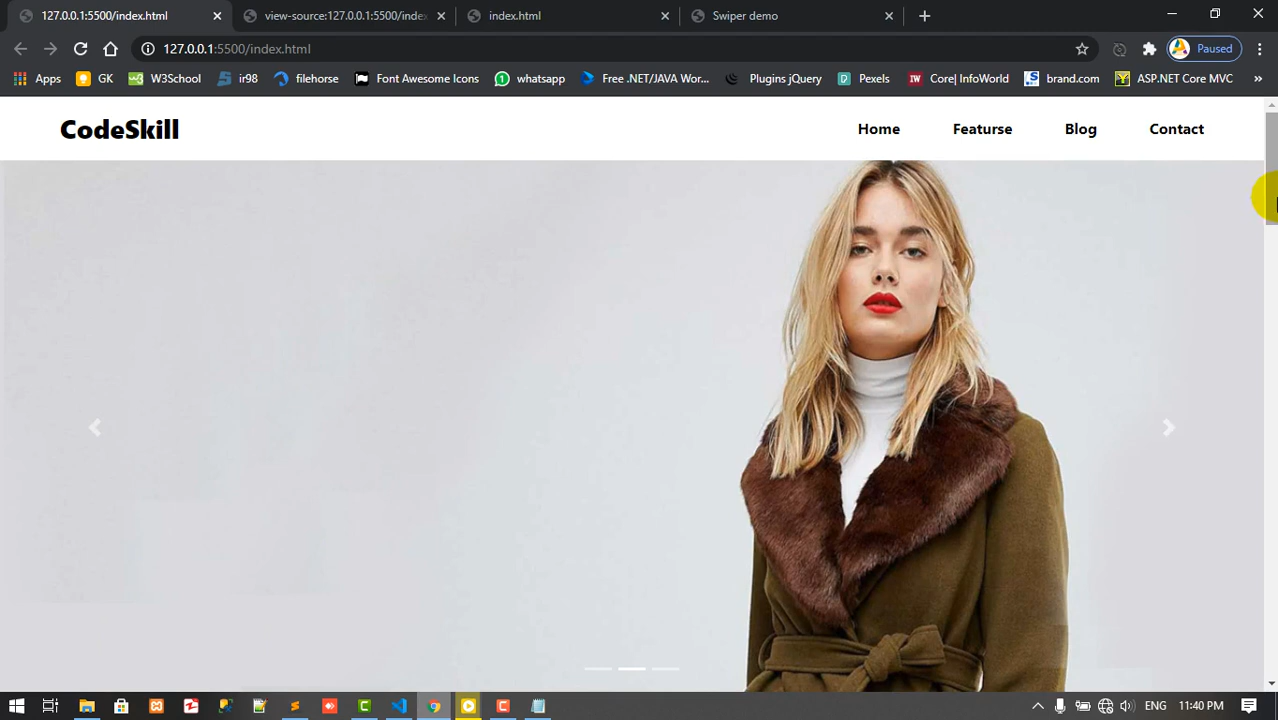 127.0.0.1:5500/index.html
view-source:127.0.0.1:5500/index
index.html
Swiper demo
127.0.0.1:5500/index.html
Paused
Apps
GK
W3School
ir98
filehorse
Font Awesome Icons
whatsapp
Free .NET/JAVA Wor...
Plugins jQuery
Pexels
Core| InfoWorld
brand.com
ASP.NET Core MVC
CodeSkill
Home
Featurse
Blog
Contact
ENG
11:40 PM